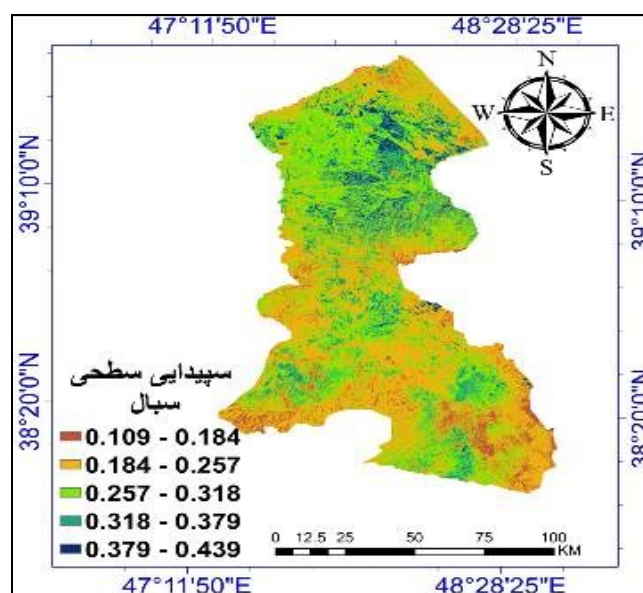 47°11'50"E 48°28'25"E
N
W E
S
39°10'0"N 39°10'0"N
38°20'0"N 38°20'0"N
سپیدایی سطحی
سبال
0.109 - 0.184
0.184 - 0.257
0.257 - 0.318
0.318 - 0.379
0.379 - 0.439
0 12.5 25 50 75 100
KM
47°11'50"E 48°28'25"E